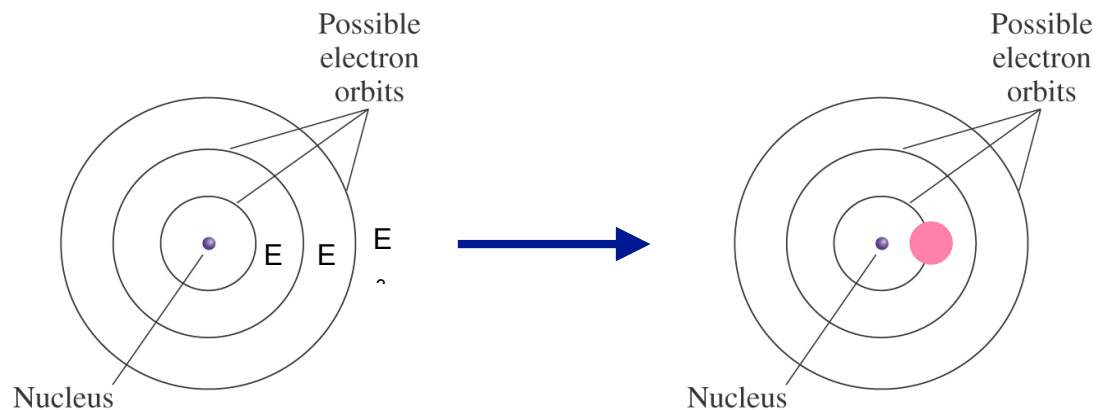 Possible
electron
orbits
E E E
Nucleus
Possible
electron
orbits
Nucleus